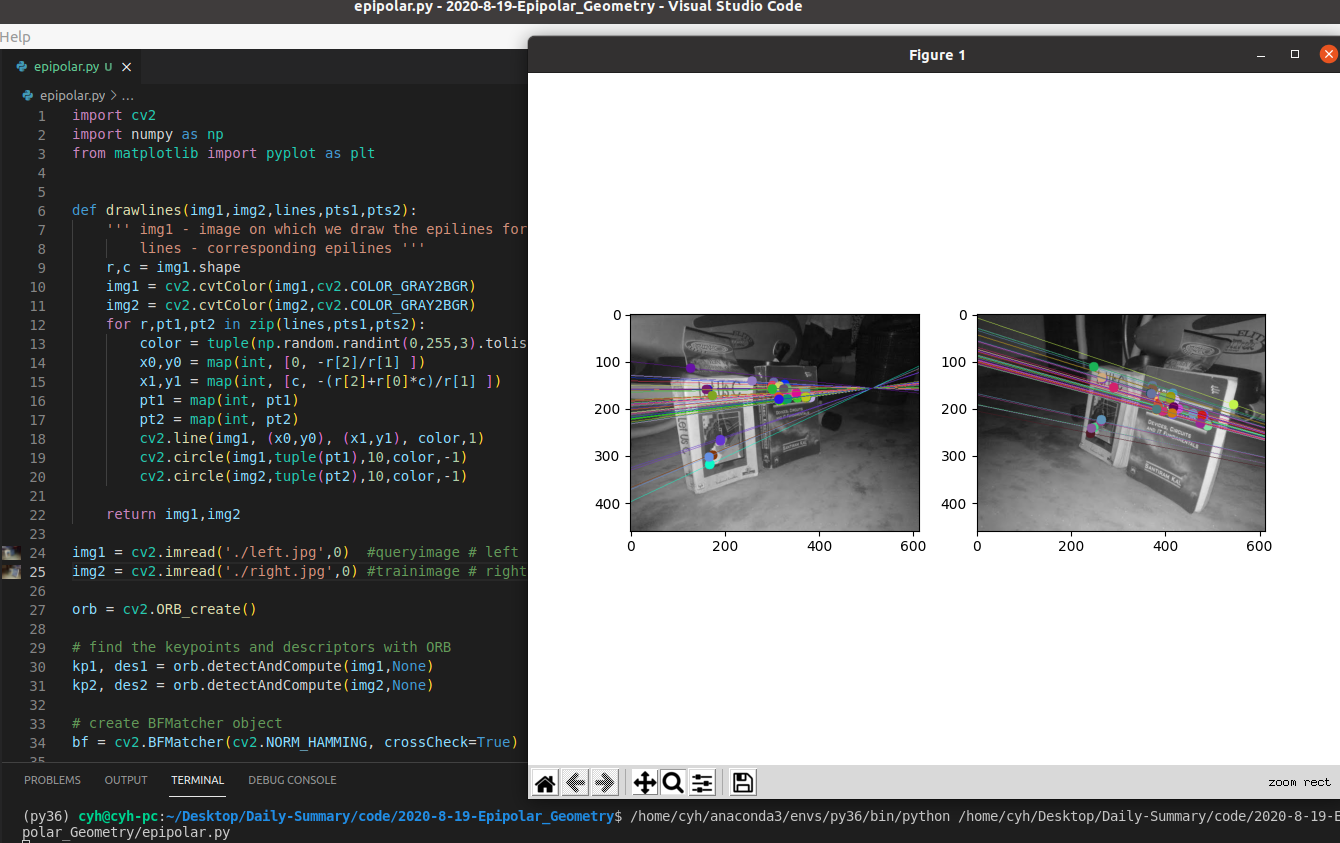 epipolar.py - 2020-8-19-Epipolar_Geometry - Visual Studio Code
Help
epipolar.py U
epipolar.py > ...
1 import cv2
2 import numpy as np
3 from matplotlib import pyplot as plt
4
5
6 def drawlines(img1,img2,lines,pts1,pts2):
7 ''' img1 - image on which we draw the epilines for
8 lines - corresponding epilines '''
9 r,c = img1.shape
10 img1 = cv2.cvtColor(img1,cv2.COLOR_GRAY2BGR)
11 img2 = cv2.cvtColor(img2,cv2.COLOR_GRAY2BGR)
12 for r,pt1,pt2 in zip(lines,pts1,pts2):
13 color = tuple(np.random.randint(0,255,3).tolis
14 x0,y0 = map(int, [0, -r[2]/r[1] ])
15 x1,y1 = map(int, [c, -(r[2]+r[0]*c)/r[1] ])
16 pt1 = map(int, pt1)
17 pt2 = map(int, pt2)
18 cv2.line(img1, (x0,y0), (x1,y1), color,1)
19 cv2.circle(img1,tuple(pt1),10,color,-1)
20 cv2.circle(img2,tuple(pt2),10,color,-1)
21
22 return img1,img2
23
24 img1 = cv2.imread('./left.jpg',0) #queryimage # left
25 img2 = cv2.imread('./right.jpg',0) #trainimage # right
26
27 orb = cv2.ORB_create()
28
29 # find the keypoints and descriptors with ORB
30 kp1, des1 = orb.detectAndCompute(img1,None)
31 kp2, des2 = orb.detectAndCompute(img2,None)
32
33 # create BFMatcher object
34 bf = cv2.BFMatcher(cv2.NORM_HAMMING, crossCheck=True)
35
Figure 1
0
100
200
300
400
0 200 400 600
0
100
200
300
400
0 200 400 600
DEVICES, CIRCUITS
AND IT FUNDAMENTALS
SANTIRAM KAL
zoom rect
PROBLEMS OUTPUT TERMINAL DEBUG CONSOLE
(py36) cyh@cyh-pc:~/Desktop/Daily-Summary/code/2020-8-19-Epipolar_Geometry$ /home/cyh/anaconda3/envs/py36/bin/python /home/cyh/Desktop/Daily-Summary/code/2020-8-19-E
polar_Geometry/epipolar.py